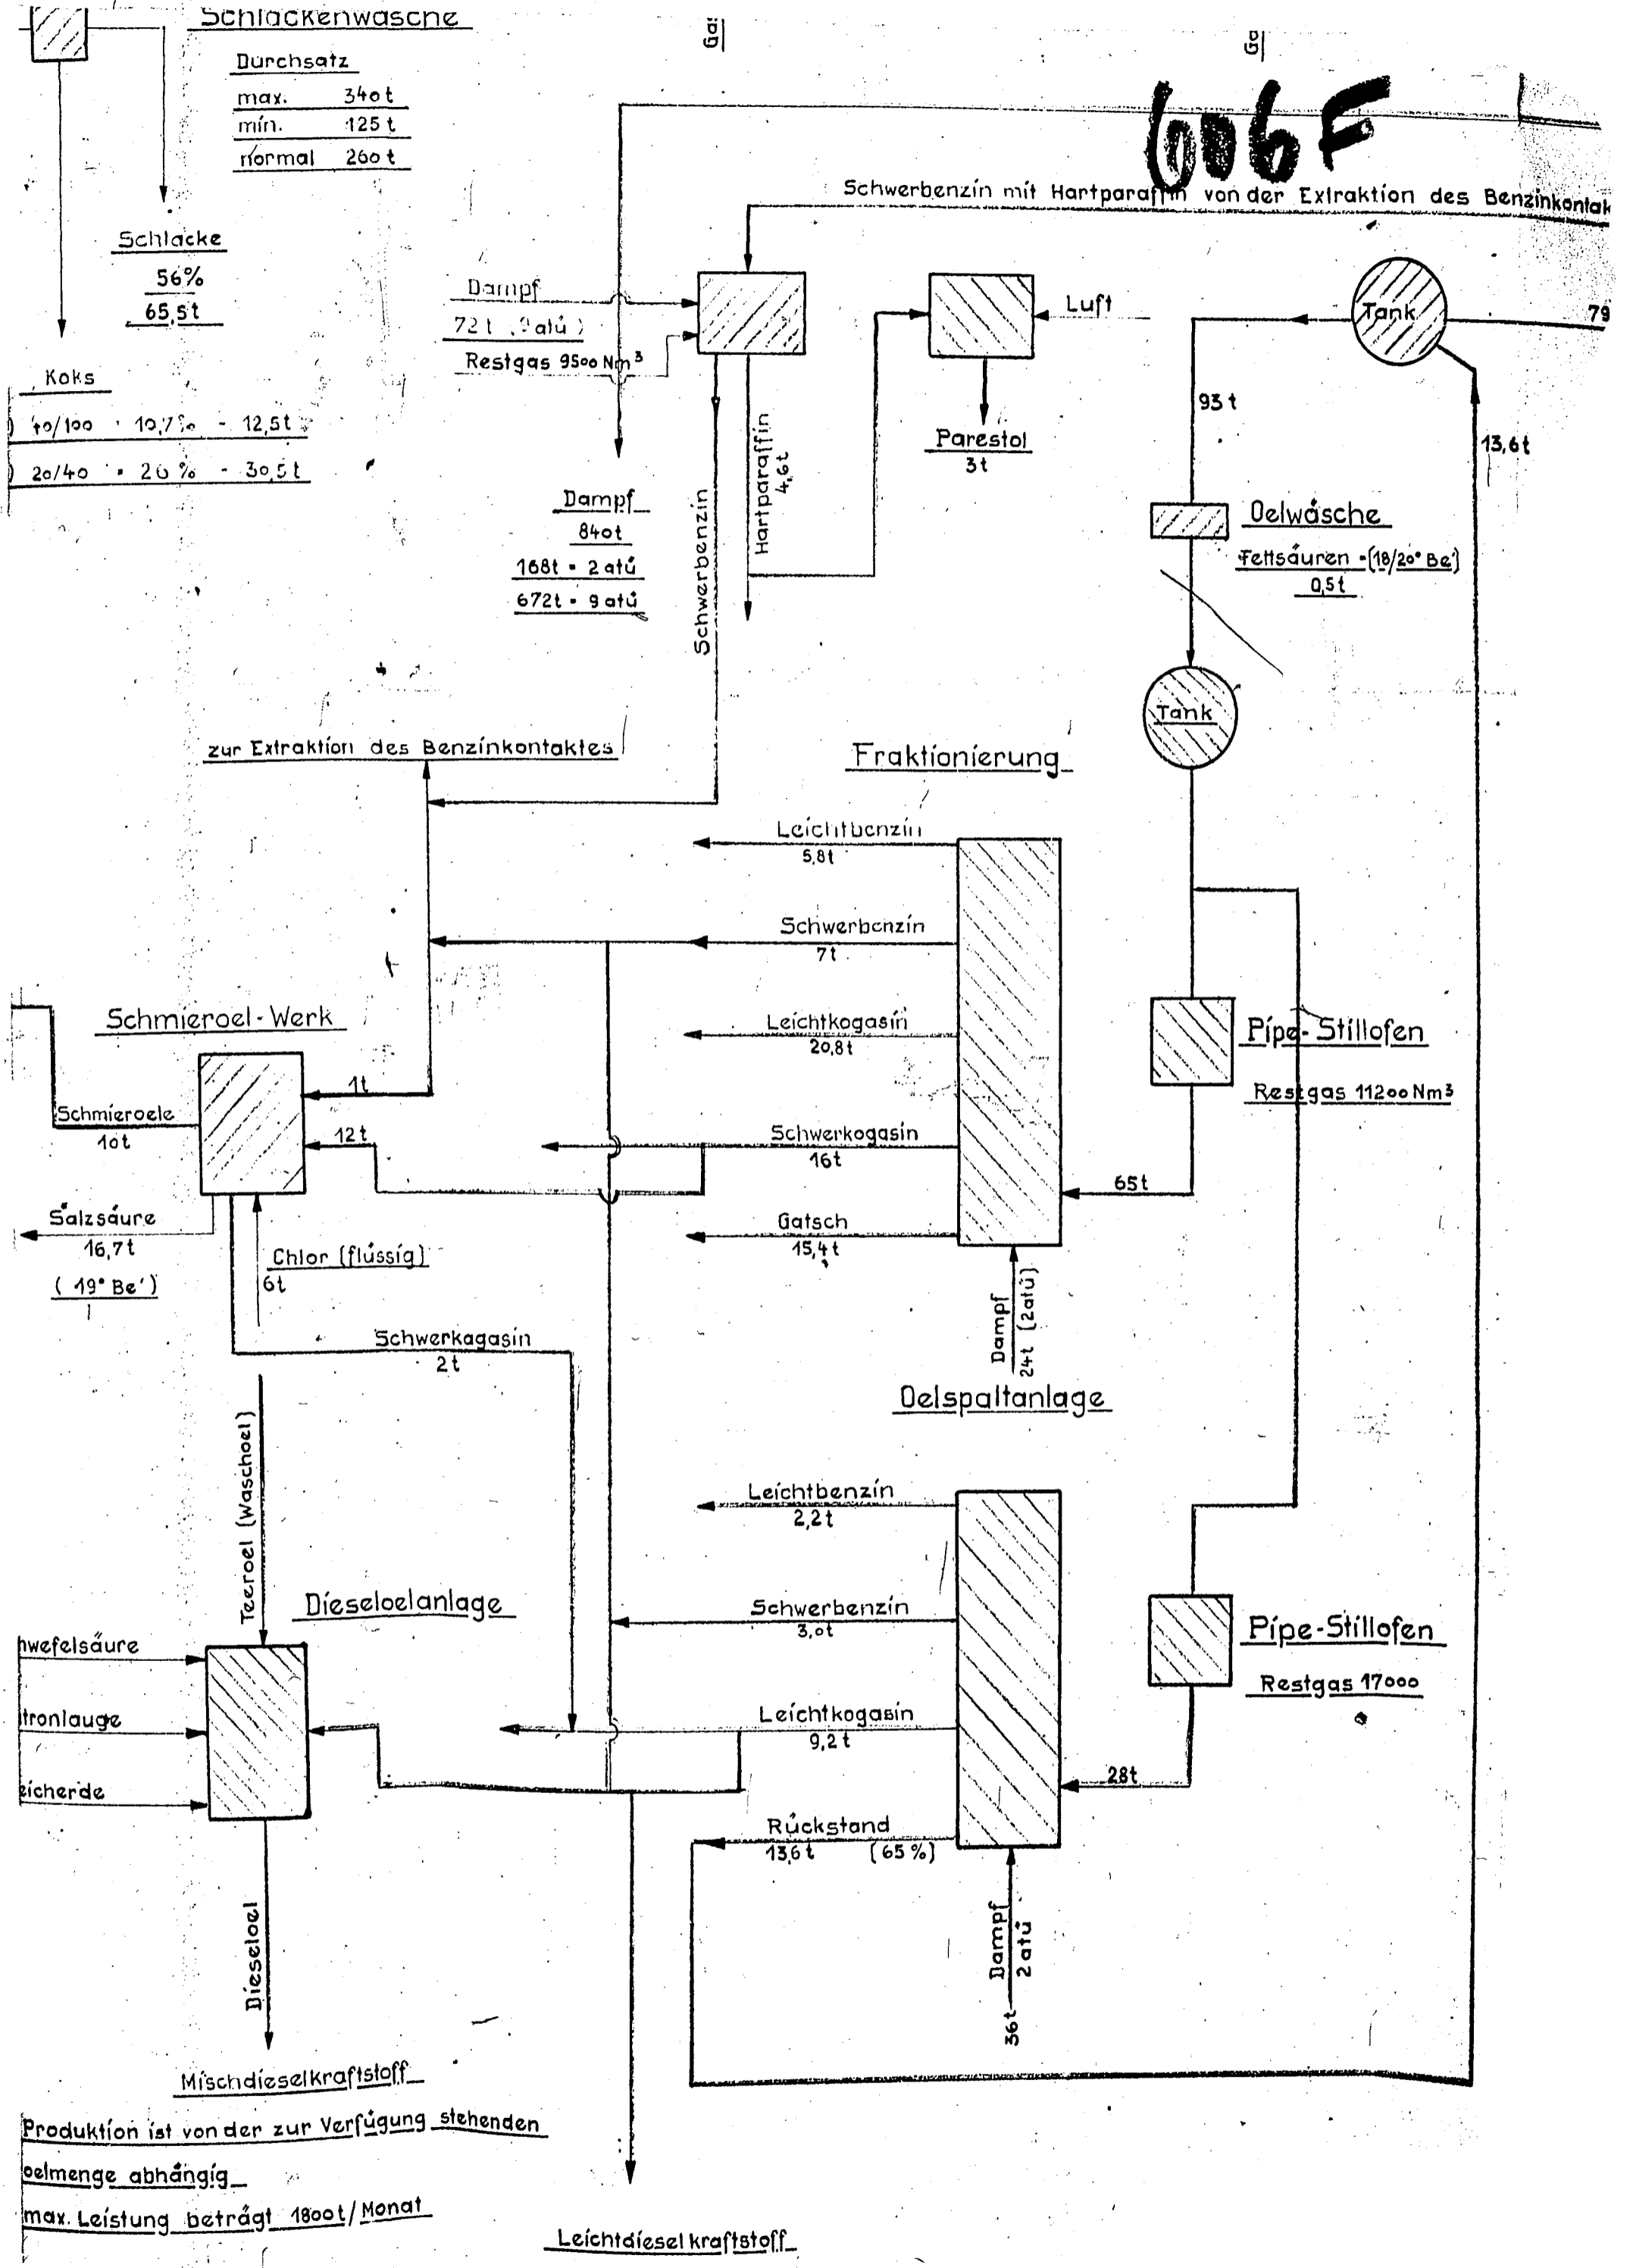 Schlackenwäsche
Durchsatz
max. 340t
min. 125t
normal 260t
Schlacke
56%
65,5t
Koks
40/100 · 10,7% - 12,5t
20/40 - 26% - 30,5t
606F
Schwerbenzin mit Hartparaffin von der Extraktion des Benzinkontak
Dampf
72t (9atü)
Restgas 9500 Nm³
Luft
Tank
79
93t
13,6t
Parestol
3t
Hartparaffin
4,6t
Schwerbenzin
Dampf
840t
168t - 2 atü
672t - 9 atü
Oelwäsche
Fettsäuren -(18/20° Be')
0,5t
Tank
zur Extraktion des Benzinkontaktes
Fraktionierung
Leichtbenzin
5,8t
Schwerbenzin
7t
Leichtkogasin
20,8t
Schwerkogasin
16t
Gatsch
15,4t
Pipe-Stillofen
Restgas 11200 Nm³
65t
Dampf
24t (2atü)
Schmieroel-Werk
1t
12t
Schmieroele
10t
Salzsäure
16,7t
(19° Be')
Chlor (flüssig)
6t
Schwerkagasin
2t
Oelspaltanlage
Leichtbenzin
2,2t
Schwerbenzin
3,0t
Leichtkogasin
9,2t
Rückstand
13,6t (65%)
Pipe-Stillofen
Restgas 17000
28t
36t Dampf
2 atü
Teeroel (Waschoel)
Dieseloelanlage
hwefelsäure
tronlauge
eicherde
Dieseloel
Mischdieselkraftstoff
Produktion ist von der zur Verfügung stehenden
oelmenge abhängig
max. Leistung beträgt 1800t/Monat
Leichtdieselkraftstoff